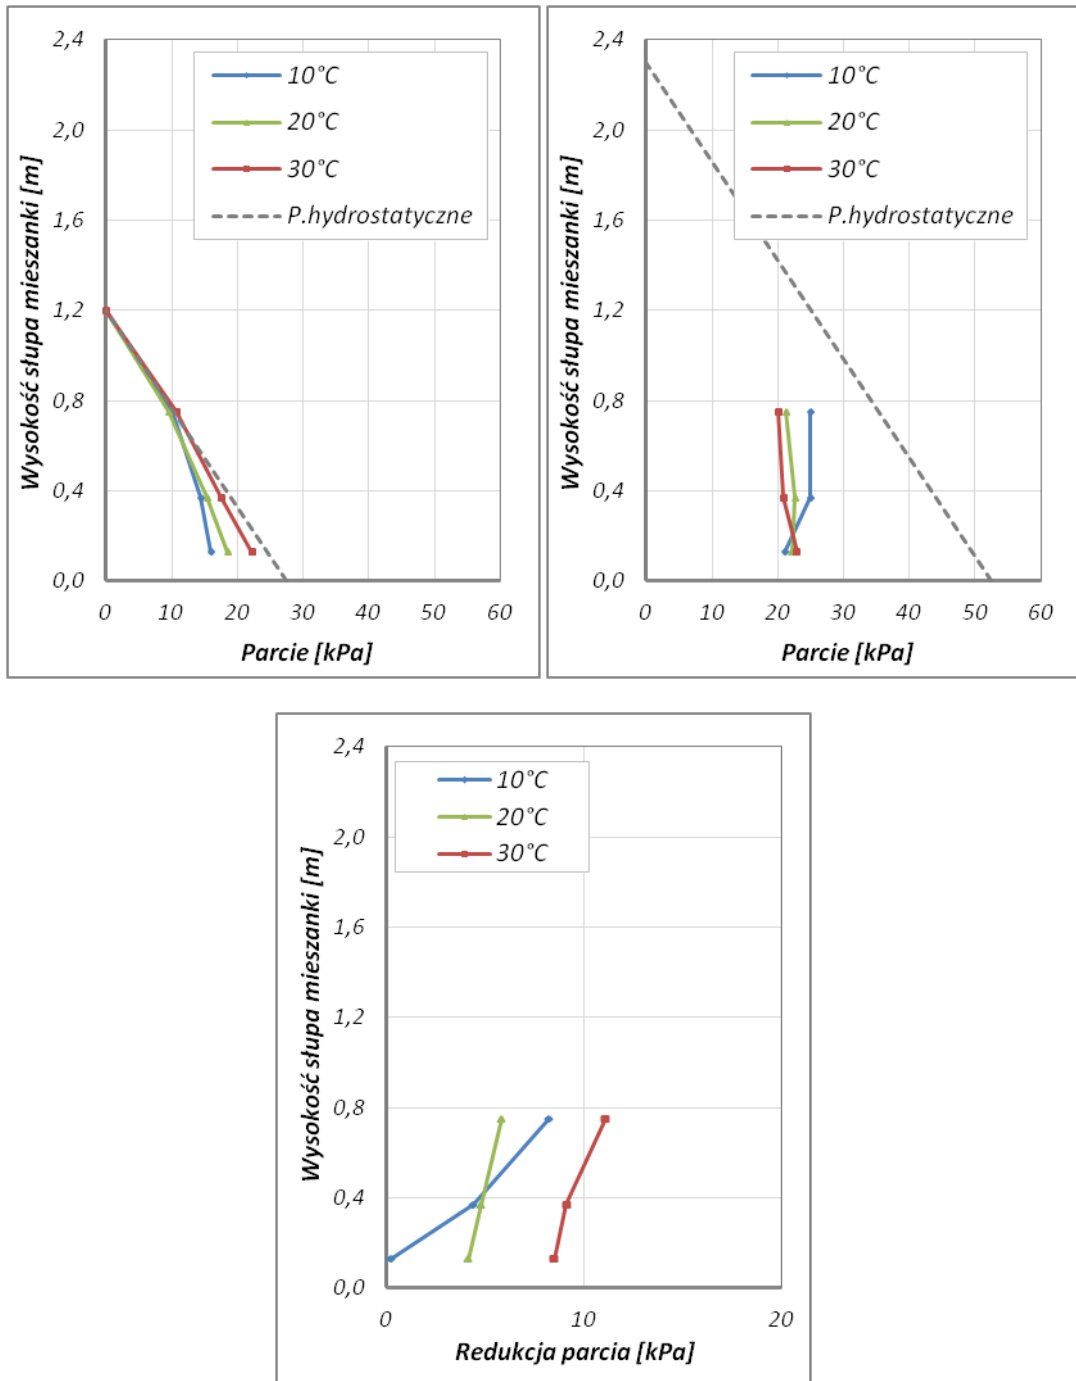 2,4
2,0
1,6
1,2
0,8
0,4
0,0
Wysokość słupa mieszanki [m]
10°C
20°C
30°C
P.hydrostatyczne
0 10 20 30 40 50 60
Parcie [kPa]
2,4
2,0
1,6
1,2
0,8
0,4
0,0
Wysokość słupa mieszanki [m]
10°C
20°C
30°C
P.hydrostatyczne
0 10 20 30 40 50 60
Parcie [kPa]
2,4
2,0
1,6
1,2
0,8
0,4
0,0
Wysokość słupa mieszanki [m]
10°C
20°C
30°C
0 10 20
Redukcja parcia [kPa]